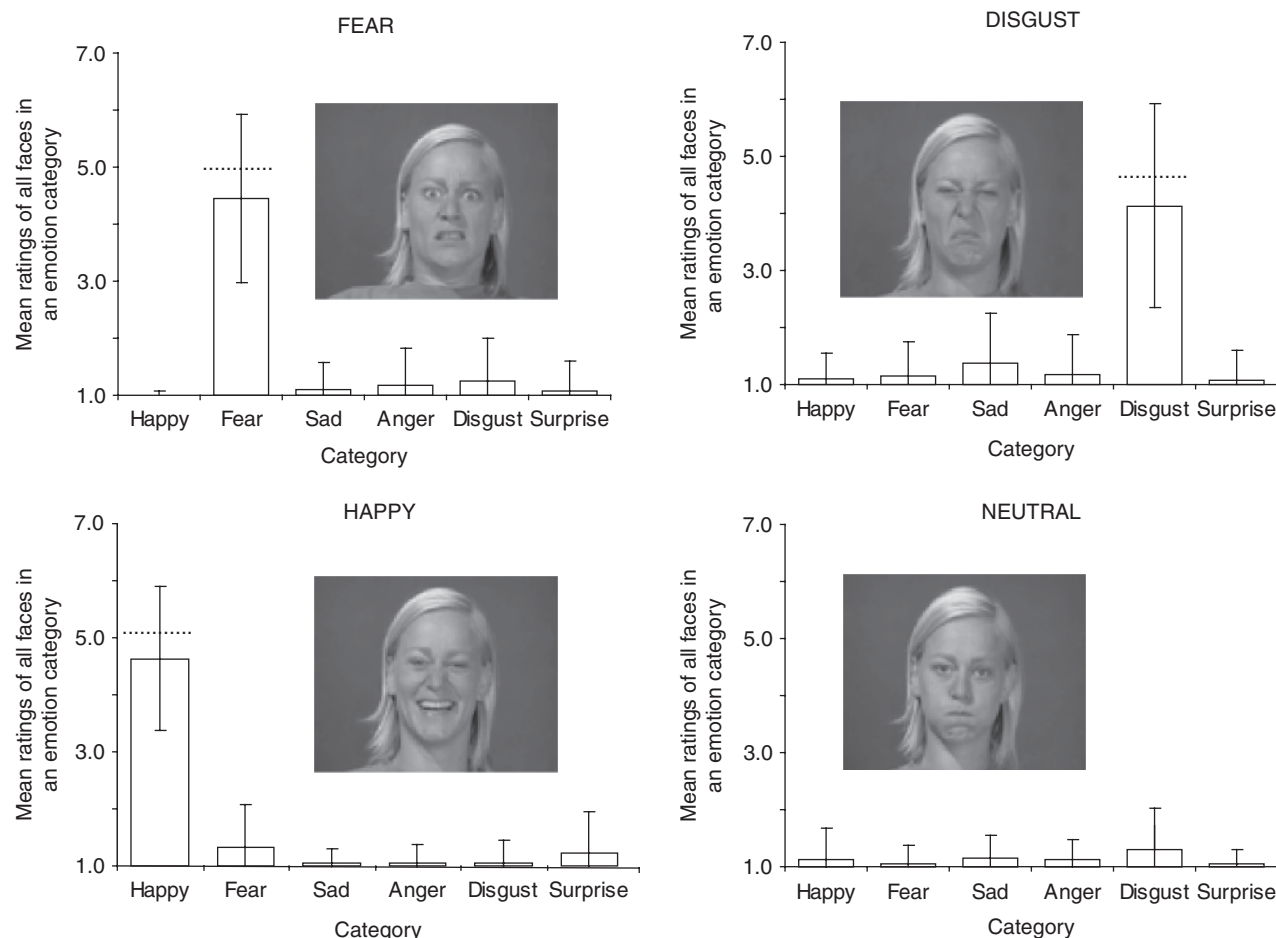 FEAR
Mean ratings of all faces in
an emotion category
7.0
5.0
3.0
1.0
Happy Fear Sad Anger Disgust Surprise
Category
DISGUST
Mean ratings of all faces in
an emotion category
7.0
5.0
3.0
1.0
Happy Fear Sad Anger Disgust Surprise
Category
HAPPY
Mean ratings of all faces in
an emotion category
7.0
5.0
3.0
1.0
Happy Fear Sad Anger Disgust Surprise
Category
NEUTRAL
Mean ratings of all faces in
an emotion category
7.0
5.0
3.0
1.0
Happy Fear Sad Anger Disgust Surprise
Category